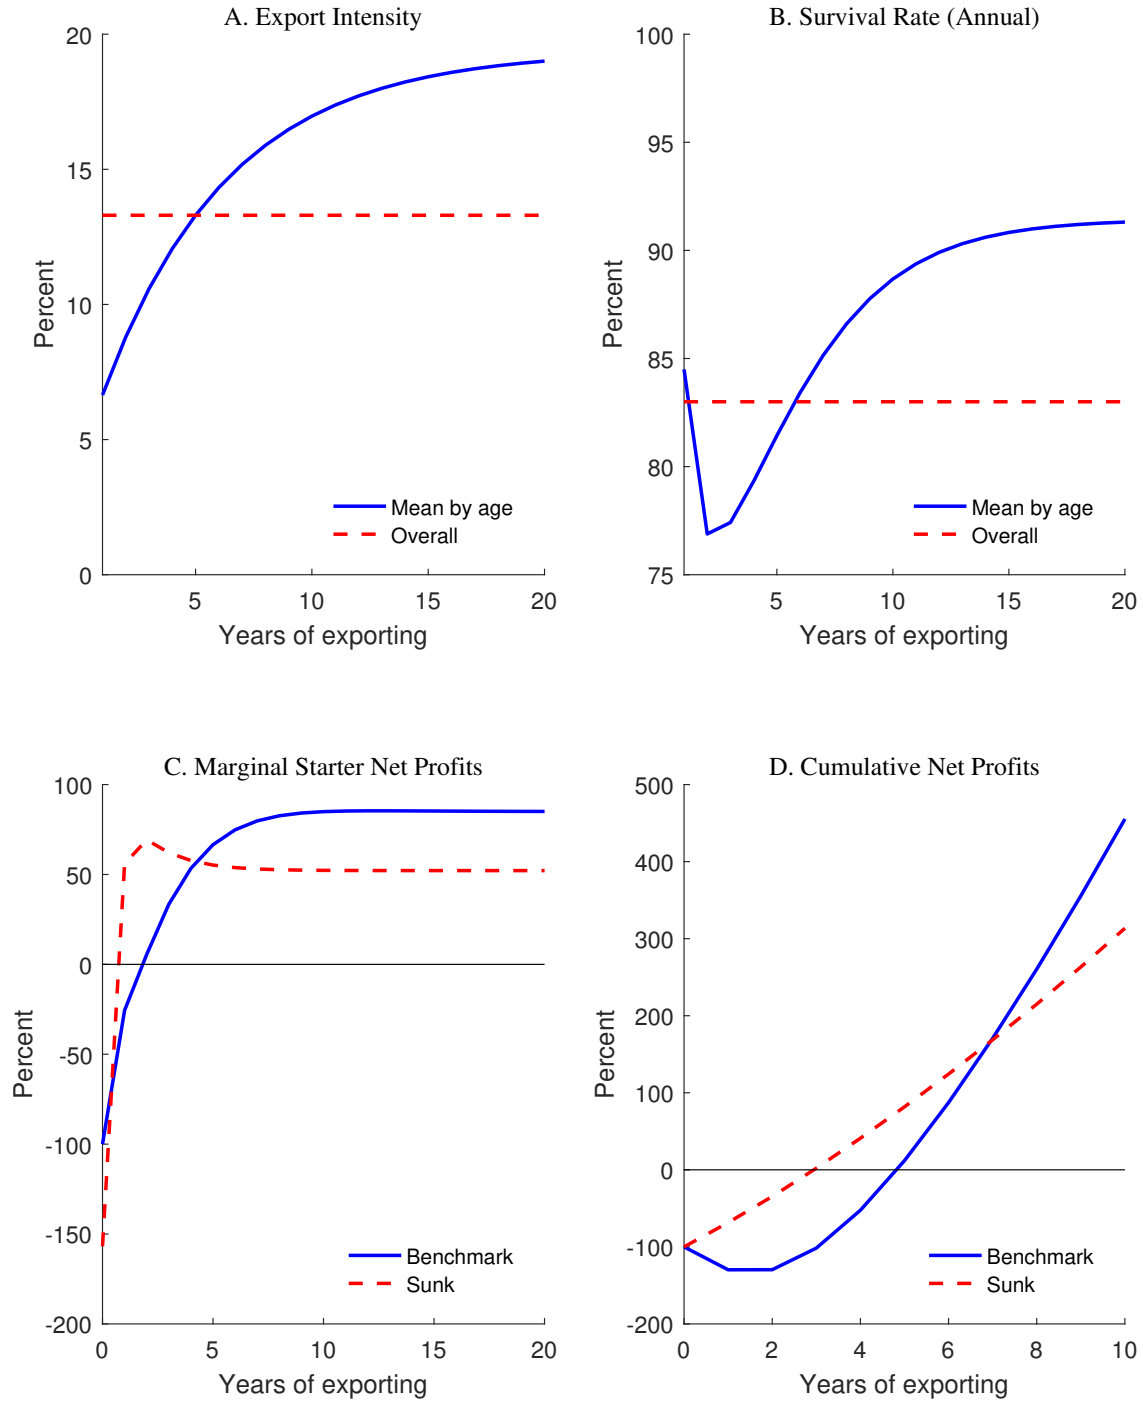 A. Export Intensity
20
15
10
5
0
Percent
5
10
15
20
Years of exporting
Mean by age
Overall
B. Survival Rate (Annual)
100
95
90
85
80
75
Percent
5
10
15
20
Years of exporting
Mean by age
Overall
C. Marginal Starter Net Profits
100
50
0
-50
-100
-150
-200
Percent
0
5
10
15
20
Years of exporting
Benchmark
Sunk
D. Cumulative Net Profits
500
400
300
200
100
0
-100
-200
Percent
0
2
4
6
8
10
Years of exporting
Benchmark
Sunk